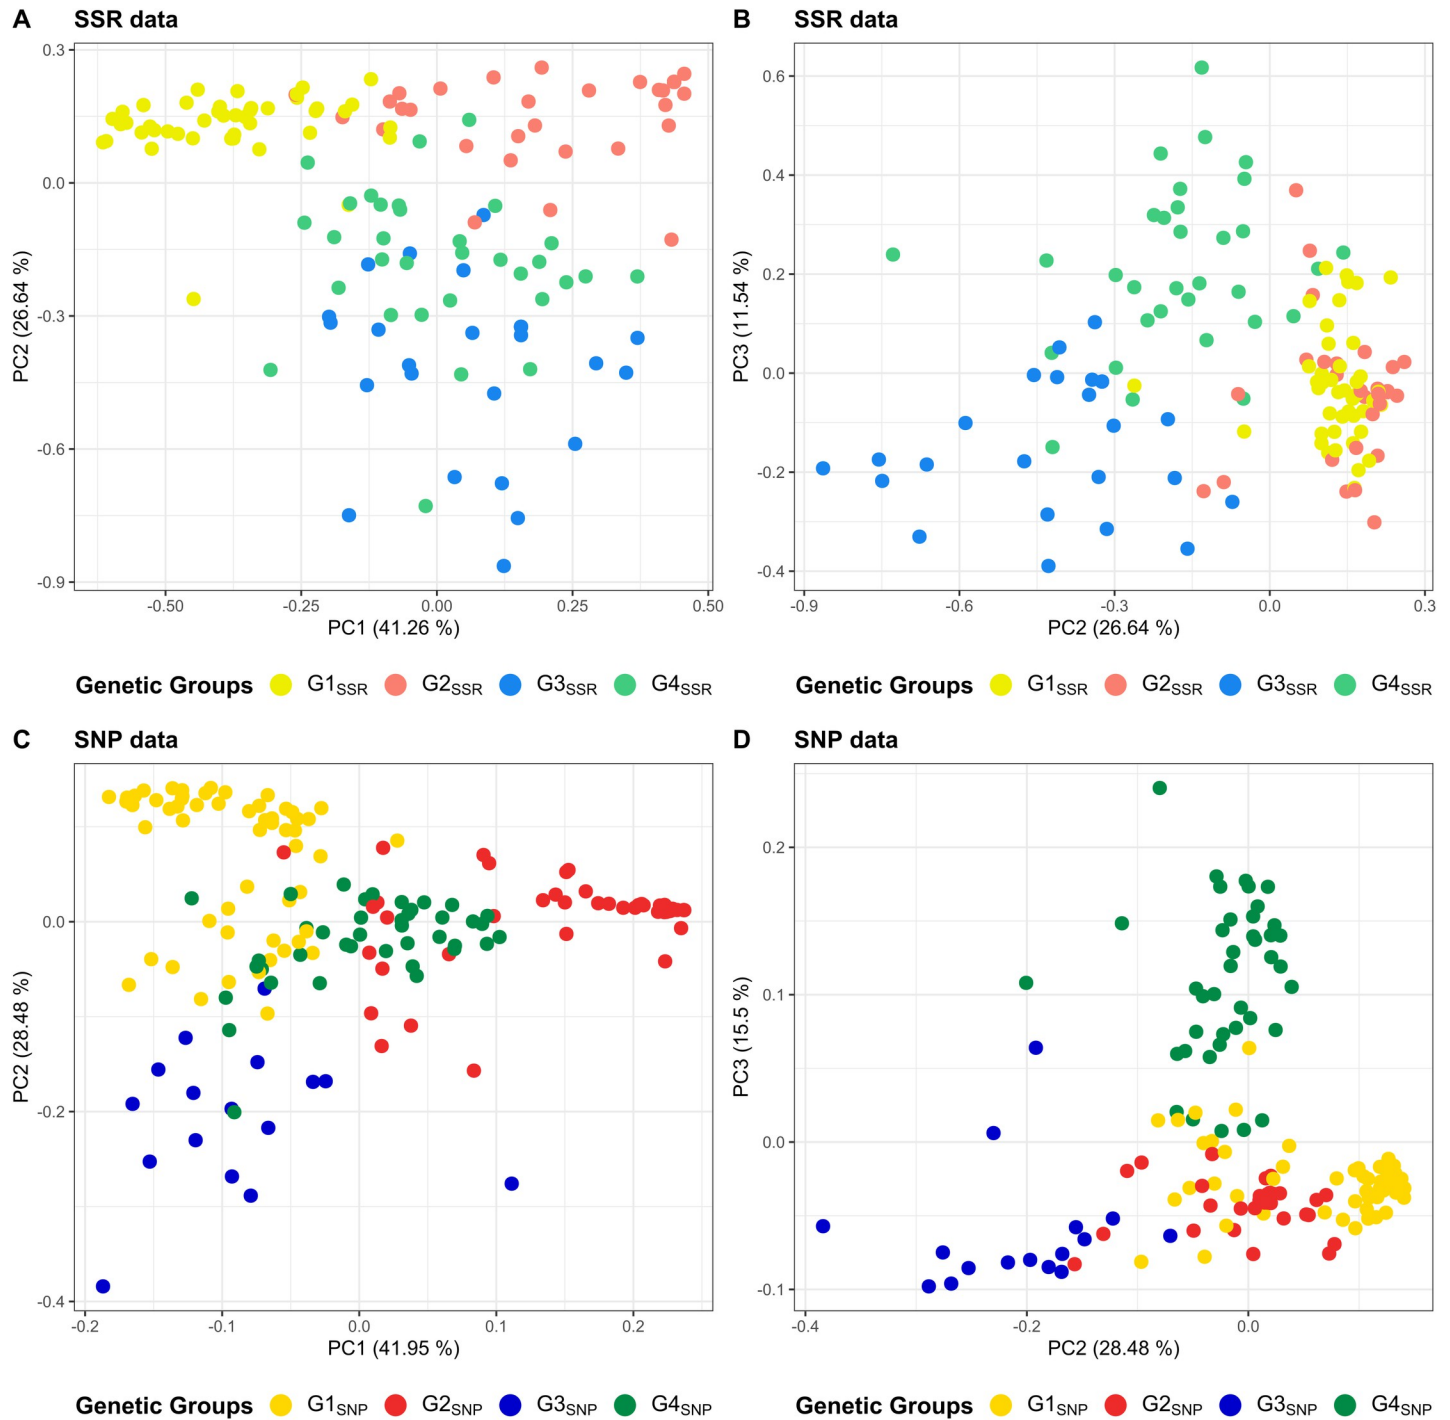 A SSR data
0.3
0.0
-0.3
-0.6
-0.9
PC2 (26.64 %)
-0.50 -0.25 0.00 0.25 0.50
PC1 (41.26 %)
Genetic Groups G1SSR G2SSR G3SSR G4SSR
B SSR data
0.6
0.4
0.2
0.0
-0.2
-0.4
PC3 (11.54 %)
-0.9 -0.6 -0.3 0.0 0.3
PC2 (26.64 %)
Genetic Groups G1SSR G2SSR G3SSR G4SSR
C SNP data
0.0
-0.2
-0.4
PC2 (28.48 %)
-0.2 -0.1 0.0 0.1 0.2
PC1 (41.95 %)
Genetic Groups G1SNP G2SNP G3SNP G4SNP
D SNP data
0.2
0.1
0.0
-0.1
PC3 (15.5 %)
-0.4 -0.2 0.0
PC2 (28.48 %)
Genetic Groups G1SNP G2SNP G3SNP G4SNP